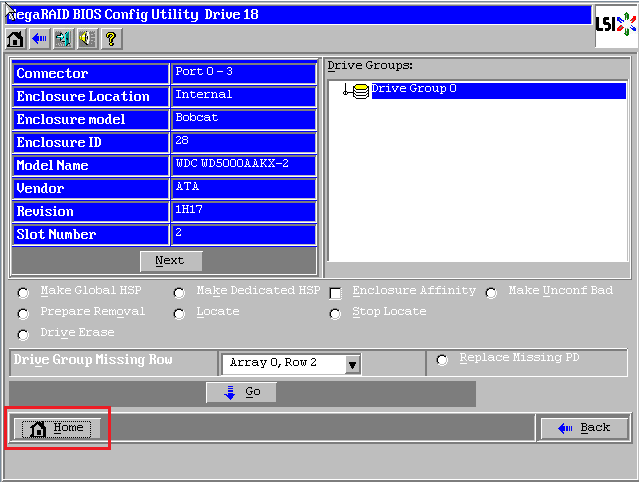 MegaRAID BIOS Config Utility Drive 18
LSI
Connector Port 0 - 3
Enclosure Location Internal
Enclosure model Bobcat
Enclosure ID 28
Model Name WDC WD5000AAKX-2
Vendor ATA
Revision 1H17
Slot Number 2
Next
Drive Groups:
Drive Group 0
Make Global HSP Make Dedicated HSP Enclosure Affinity Make Unconf Bad
Prepare Removal Locate Stop Locate
Drive Erase
Drive Group Missing Row Array 0, Row 2 Replace Missing PD
Go
Home Back